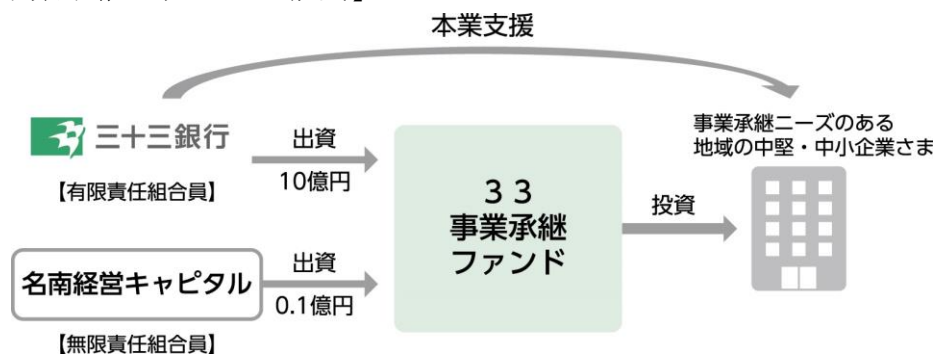 本業支援
三十三銀行
【有限責任組合員】
出資
10億円
名南経営キャピタル
【無限責任組合員】
出資
0.1億円
３３
事業承継
ファンド
投資
事業承継ニーズのある
地域の中堅・中小企業さま